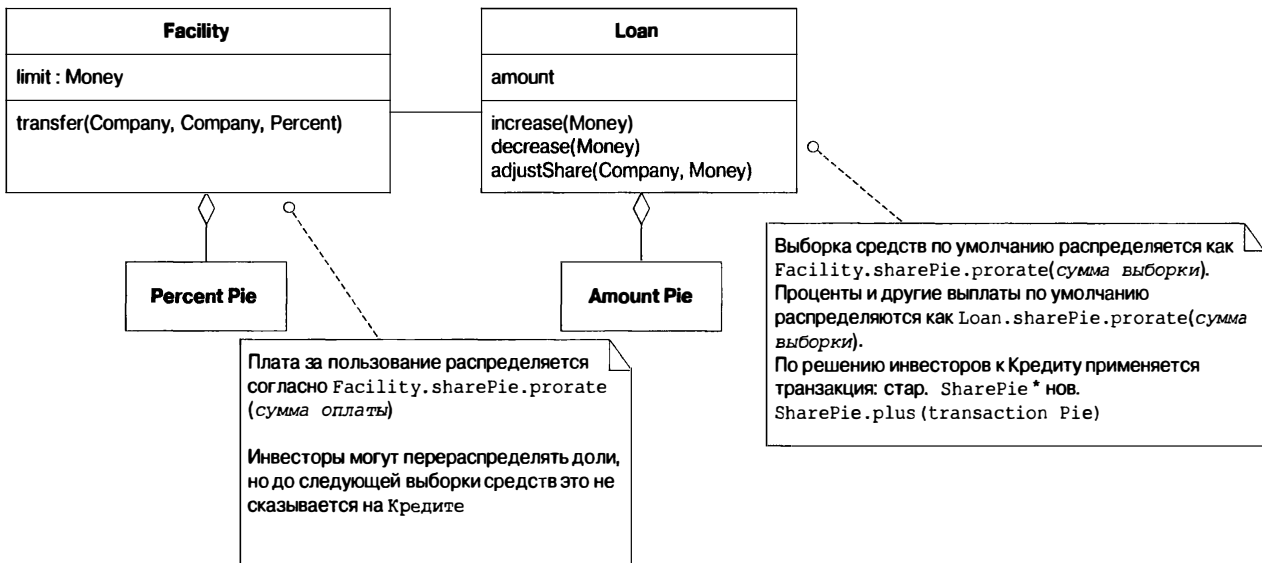 Facility
limit : Money
transfer(Company, Company, Percent)
Loan
amount
increase(Money)
decrease(Money)
adjustShare(Company, Money)
Percent Pie
Amount Pie
Плата за пользование распределяется
согласно Facility.sharePie.prorate
(сумма оплаты)
Инвесторы могут перераспределять доли,
но до следующей выборки средств это не
сказывается на Кредите
Выборка средств по умолчанию распределяется как
Facility.sharePie.prorate(сумма выборки).
Проценты и другие выплаты по умолчанию
распределяются как Loan.sharePie.prorate(сумма
выборки).
По решению инвесторов к Кредиту применяется
транзакция: стар. SharePie * нов.
SharePie.plus(transaction Pie)